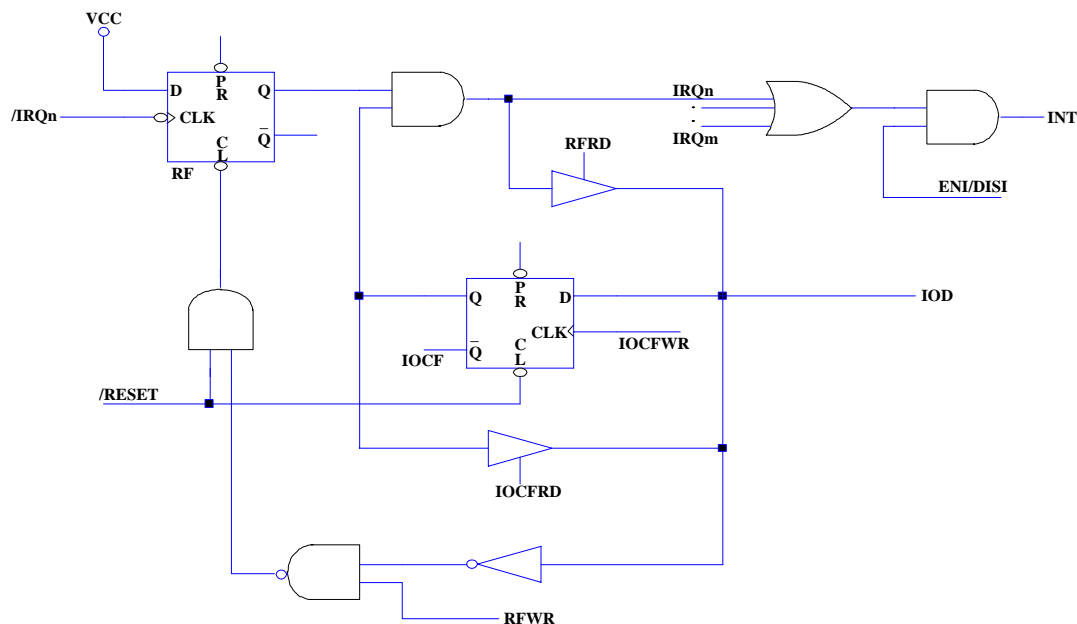 VCC
D
P
R
Q
/IRQn
CLK
C
L
Q̅
RF
IRQn
.
.
IRQm
INT
RFRD
ENI/DISI
P
R
Q
D
CLK
C
L
Q̅
IOCF
IOCFWR
IOD
/RESET
IOCFRD
RFWR